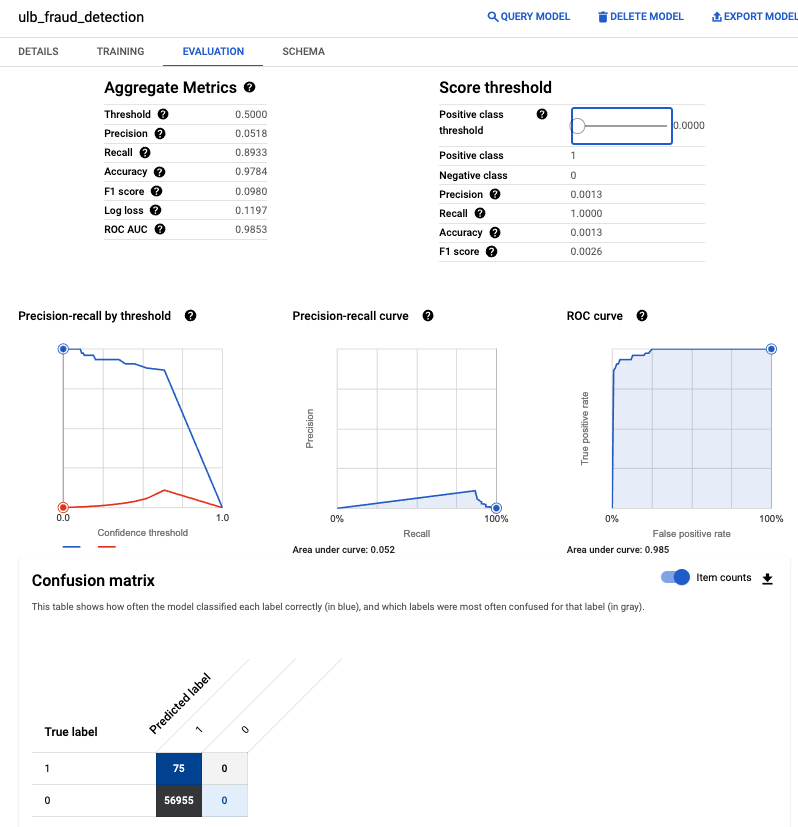 ulb_fraud_detection
QUERY MODEL
DELETE MODEL
EXPORT MODEL
DETAILS
TRAINING
EVALUATION
SCHEMA
Aggregate Metrics
Threshold 0.5000
Precision 0.0518
Recall 0.8933
Accuracy 0.9784
F1 score 0.0980
Log loss 0.1197
ROC AUC 0.9853
Score threshold
Positive class
threshold
0.0000
Positive class 1
Negative class 0
Precision 0.0013
Recall 1.0000
Accuracy 0.0013
F1 score 0.0026
Precision-recall by threshold
0.0 1.0
Confidence threshold
Precision-recall curve
Precision
0% 100%
Recall
Area under curve: 0.052
ROC curve
True positive rate
0% 100%
False positive rate
Area under curve: 0.985
Confusion matrix
Item counts
This table shows how often the model classified each label correctly (in blue), and which labels were most often confused for that label (in gray).
Predicted label
True label
1 0
1 75 0
0 56955 0